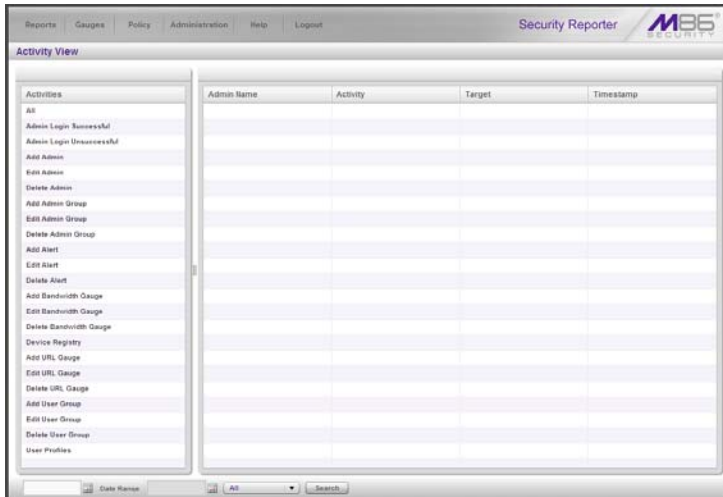 Reports Gauges Policy Administration Help Logout Security Reporter M86 SECURITY
Activity View
Activities Admin Name Activity Target Timestamp
All
Admin Login Successful
Admin Login Unsuccessful
Add Admin
Edit Admin
Delete Admin
Add Admin Group
Edit Admin Group
Delete Admin Group
Add Alert
Edit Alert
Delete Alert
Add Bandwidth Gauge
Edit Bandwidth Gauge
Delete Bandwidth Gauge
Device Registry
Add URL Gauge
Edit URL Gauge
Delete URL Gauge
Add User Group
Edit User Group
Delete User Group
User Profiles
Date Range All Search